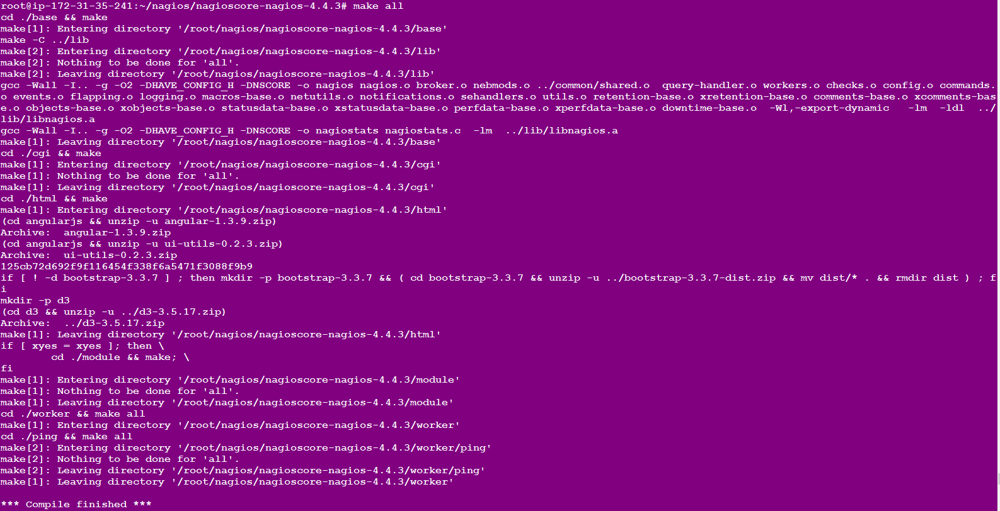 root@ip-172-31-35-241:~/nagios/nagioscore-nagios-4.4.3# make all
cd ./base && make
make[1]: Entering directory '/root/nagios/nagioscore-nagios-4.4.3/base'
make -C ../lib
make[2]: Entering directory '/root/nagios/nagioscore-nagios-4.4.3/lib'
make[2]: Nothing to be done for 'all'.
make[2]: Leaving directory '/root/nagios/nagioscore-nagios-4.4.3/lib'
gcc -Wall -I.. -g -O2 -DHAVE_CONFIG_H -DNSCORE -o nagios nagios.o broker.o nebmods.o ../common/shared.o  query-handler.o workers.o checks.o config.o commands.
o events.o flapping.o logging.o macros-base.o netutils.o notifications.o sehandlers.o utils.o retention-base.o xretention-base.o comments-base.o xcomments-bas
e.o objects-base.o xobjects-base.o statusdata-base.o xstatusdata-base.o perfdata-base.o xperfdata-base.o downtime-base.o  -Wl,-export-dynamic   -lm  -ldl  ../
lib/libnagios.a
gcc -Wall -I.. -g -O2 -DHAVE_CONFIG_H -DNSCORE -o nagiostats nagiostats.c  -lm  ../lib/libnagios.a
make[1]: Leaving directory '/root/nagios/nagioscore-nagios-4.4.3/base'
cd ./cgi && make
make[1]: Entering directory '/root/nagios/nagioscore-nagios-4.4.3/cgi'
make[1]: Nothing to be done for 'all'.
make[1]: Leaving directory '/root/nagios/nagioscore-nagios-4.4.3/cgi'
cd ./html && make
make[1]: Entering directory '/root/nagios/nagioscore-nagios-4.4.3/html'
(cd angularjs && unzip -u angular-1.3.9.zip)
Archive:  angular-1.3.9.zip
(cd angularjs && unzip -u ui-utils-0.2.3.zip)
Archive:  ui-utils-0.2.3.zip
125cb72d692f9f116454f338f6a5471f3088f9b9
if [ ! -d bootstrap-3.3.7 ] ; then mkdir -p bootstrap-3.3.7 && ( cd bootstrap-3.3.7 && unzip -u ../bootstrap-3.3.7-dist.zip && mv dist/* . && rmdir dist ) ; f
i
mkdir -p d3
(cd d3 && unzip -u ../d3-3.5.17.zip)
Archive:  ../d3-3.5.17.zip
make[1]: Leaving directory '/root/nagios/nagioscore-nagios-4.4.3/html'
if [ xyes = xyes ]; then \
        cd ./module && make; \
fi
make[1]: Entering directory '/root/nagios/nagioscore-nagios-4.4.3/module'
make[1]: Nothing to be done for 'all'.
make[1]: Leaving directory '/root/nagios/nagioscore-nagios-4.4.3/module'
cd ./worker && make all
make[1]: Entering directory '/root/nagios/nagioscore-nagios-4.4.3/worker'
cd ./ping && make all
make[2]: Entering directory '/root/nagios/nagioscore-nagios-4.4.3/worker/ping'
make[2]: Nothing to be done for 'all'.
make[2]: Leaving directory '/root/nagios/nagioscore-nagios-4.4.3/worker/ping'
make[1]: Leaving directory '/root/nagios/nagioscore-nagios-4.4.3/worker'
*** Compile finished ***